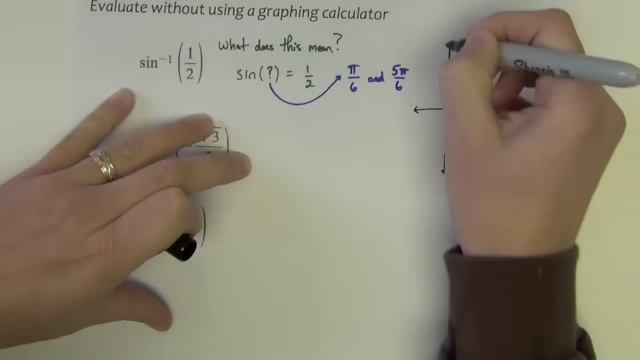 Evaluate without using a graphing calculator
What does this mean?
sin⁻¹(1/2)
sin(?) = 1/2 π/6 and 5π/6
√3
Sharpie